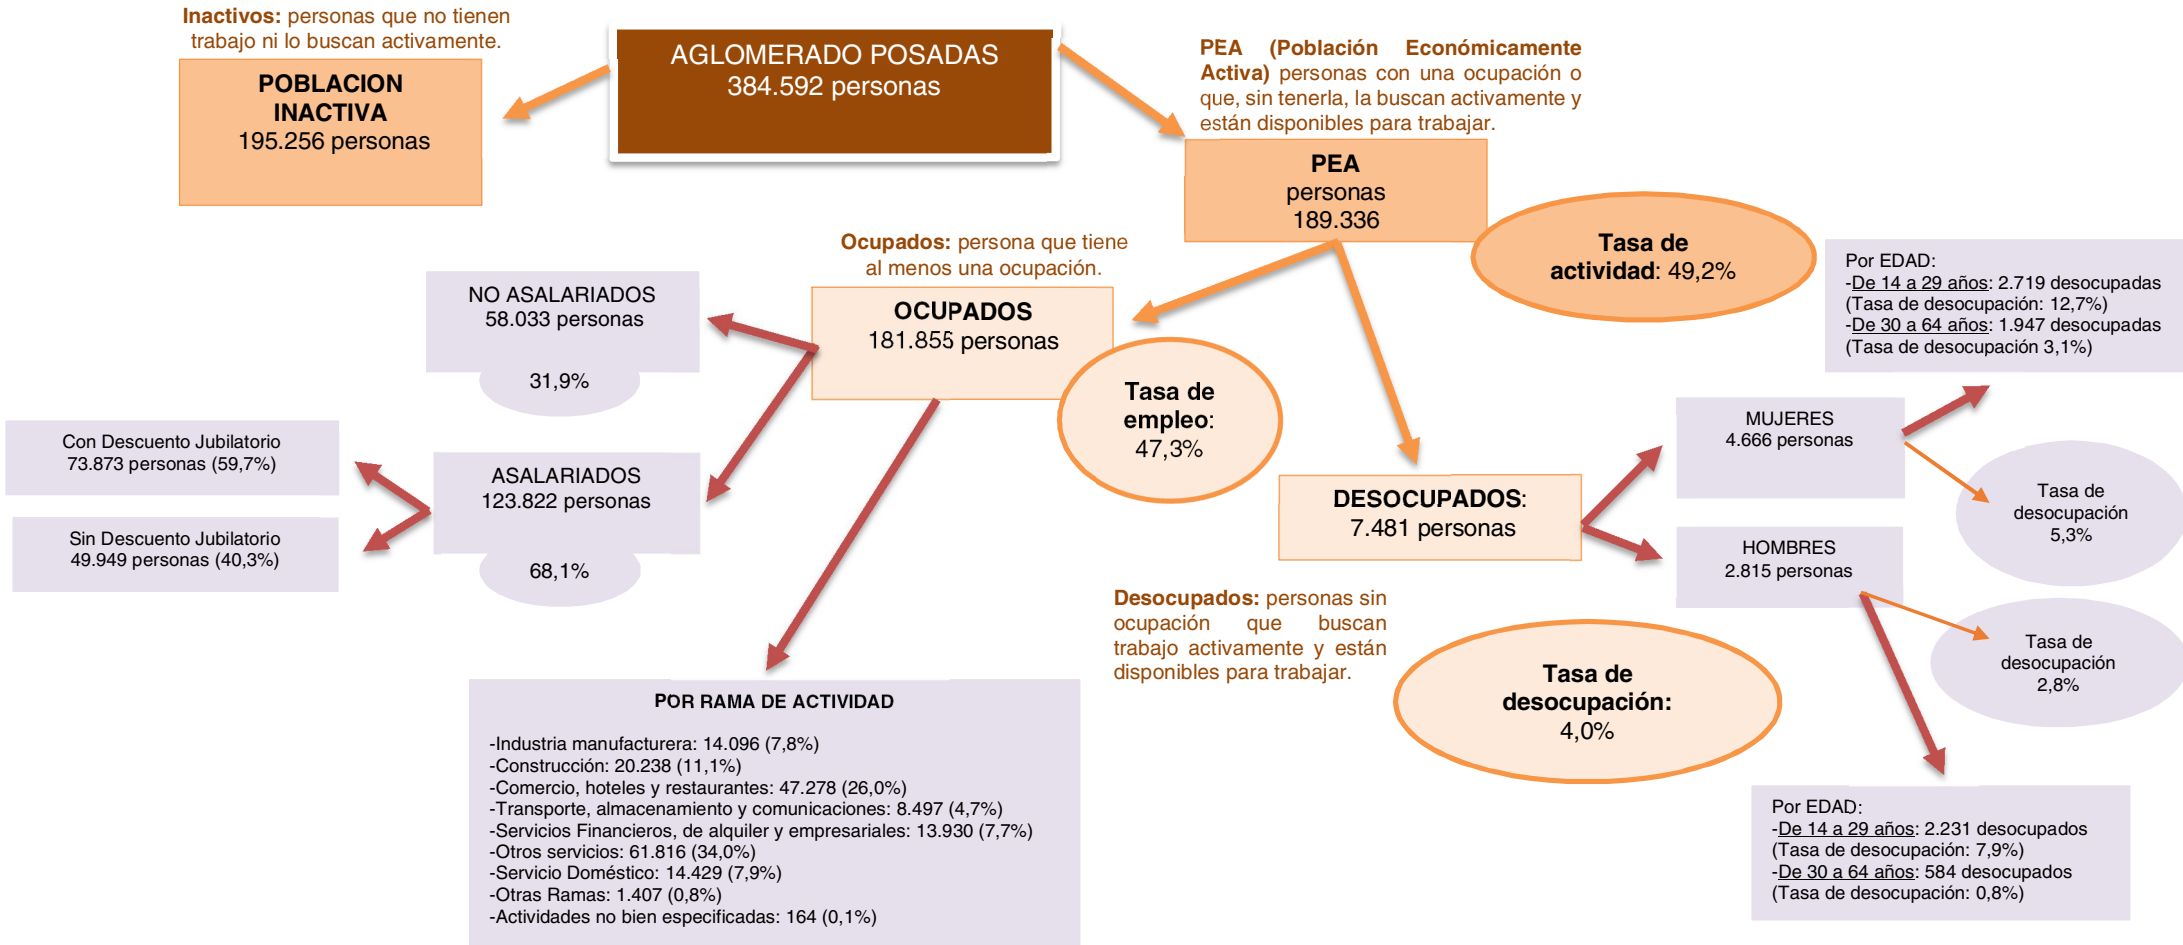 Inactivos: personas que no tienen
trabajo ni lo buscan activamente.
POBLACION
INACTIVA
195.256 personas
AGLOMERADO POSADAS
384.592 personas
PEA (Población Económicamente
Activa) personas con una ocupación o
que, sin tenerla, la buscan activamente y
están disponibles para trabajar.
PEA
personas
189.336
Tasa de
actividad: 49,2%
Ocupados: persona que tiene
al menos una ocupación.
OCUPADOS
181.855 personas
Tasa de
empleo:
47,3%
NO ASALARIADOS
58.033 personas
31,9%
ASALARIADOS
123.822 personas
68,1%
Con Descuento Jubilatorio
73.873 personas (59,7%)
Sin Descuento Jubilatorio
49.949 personas (40,3%)
POR RAMA DE ACTIVIDAD
-Industria manufacturera: 14.096 (7,8%)
-Construcción: 20.238 (11,1%)
-Comercio, hoteles y restaurantes: 47.278 (26,0%)
-Transporte, almacenamiento y comunicaciones: 8.497 (4,7%)
-Servicios Financieros, de alquiler y empresariales: 13.930 (7,7%)
-Otros servicios: 61.816 (34,0%)
-Servicio Doméstico: 14.429 (7,9%)
-Otras Ramas: 1.407 (0,8%)
-Actividades no bien especificadas: 164 (0,1%)
DESOCUPADOS:
7.481 personas
Desocupados: personas sin
ocupación que buscan
trabajo activamente y están
disponibles para trabajar.
Tasa de
desocupación:
4,0%
MUJERES
4.666 personas
Tasa de
desocupación
5,3%
Por EDAD:
-De 14 a 29 años: 2.719 desocupadas
(Tasa de desocupación: 12,7%)
-De 30 a 64 años: 1.947 desocupadas
(Tasa de desocupación 3,1%)
HOMBRES
2.815 personas
Tasa de
desocupación
2,8%
Por EDAD:
-De 14 a 29 años: 2.231 desocupados
(Tasa de desocupación: 7,9%)
-De 30 a 64 años: 584 desocupados
(Tasa de desocupación: 0,8%)